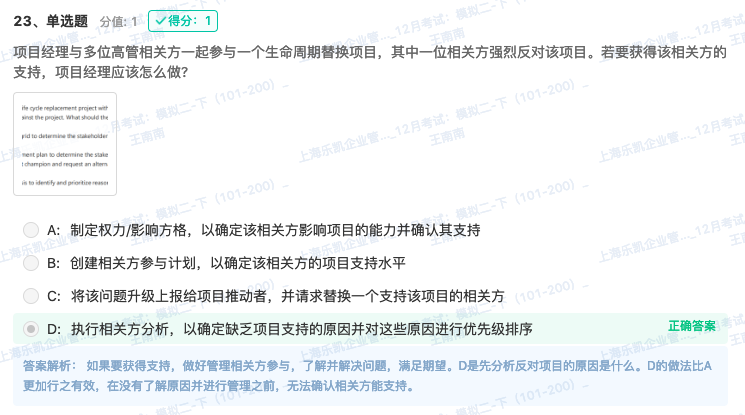 23、单选题 分值: 1 得分：1
项目经理与多位高管相关方一起参与一个生命周期替换项目，其中一位相关方强烈反对该项目。若要获得该相关方的
支持，项目经理应该怎么做？
ife cycle replacement project with
ainst the project. What should the
grid to determine the stakeholder
ment plan to determine the stake
t champion and request an altern
sis to identify and prioritize reason
A: 制定权力/影响方格，以确定该相关方影响项目的能力并确认其支持
B: 创建相关方参与计划，以确定该相关方的项目支持水平
C: 将该问题升级上报给项目推动者，并请求替换一个支持该项目的相关方
D: 执行相关方分析，以确定缺乏项目支持的原因并对这些原因进行优先级排序 正确答案
答案解析： 如果要获得支持，做好管理相关方参与，了解并解决问题，满足期望。D是先分析反对项目的原因是什么。D的做法比A
更加行之有效，在没有了解原因并进行管理之前，无法确认相关方能支持。
上海乐凯企业管..._12月考试：模拟二-下（101-200）_
王南南